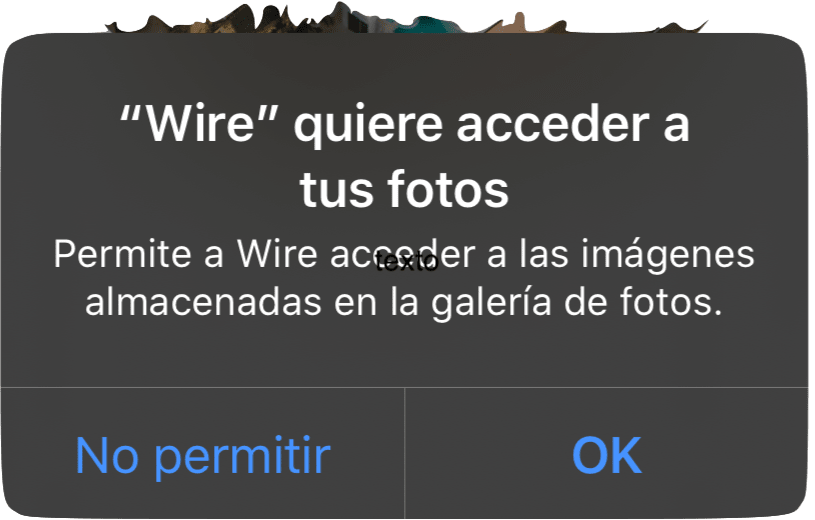 “Wire” quiere acceder a
tus fotos
Permite a Wire acceder a las imágenes
texto
almacenadas en la galería de fotos.
No permitir
OK